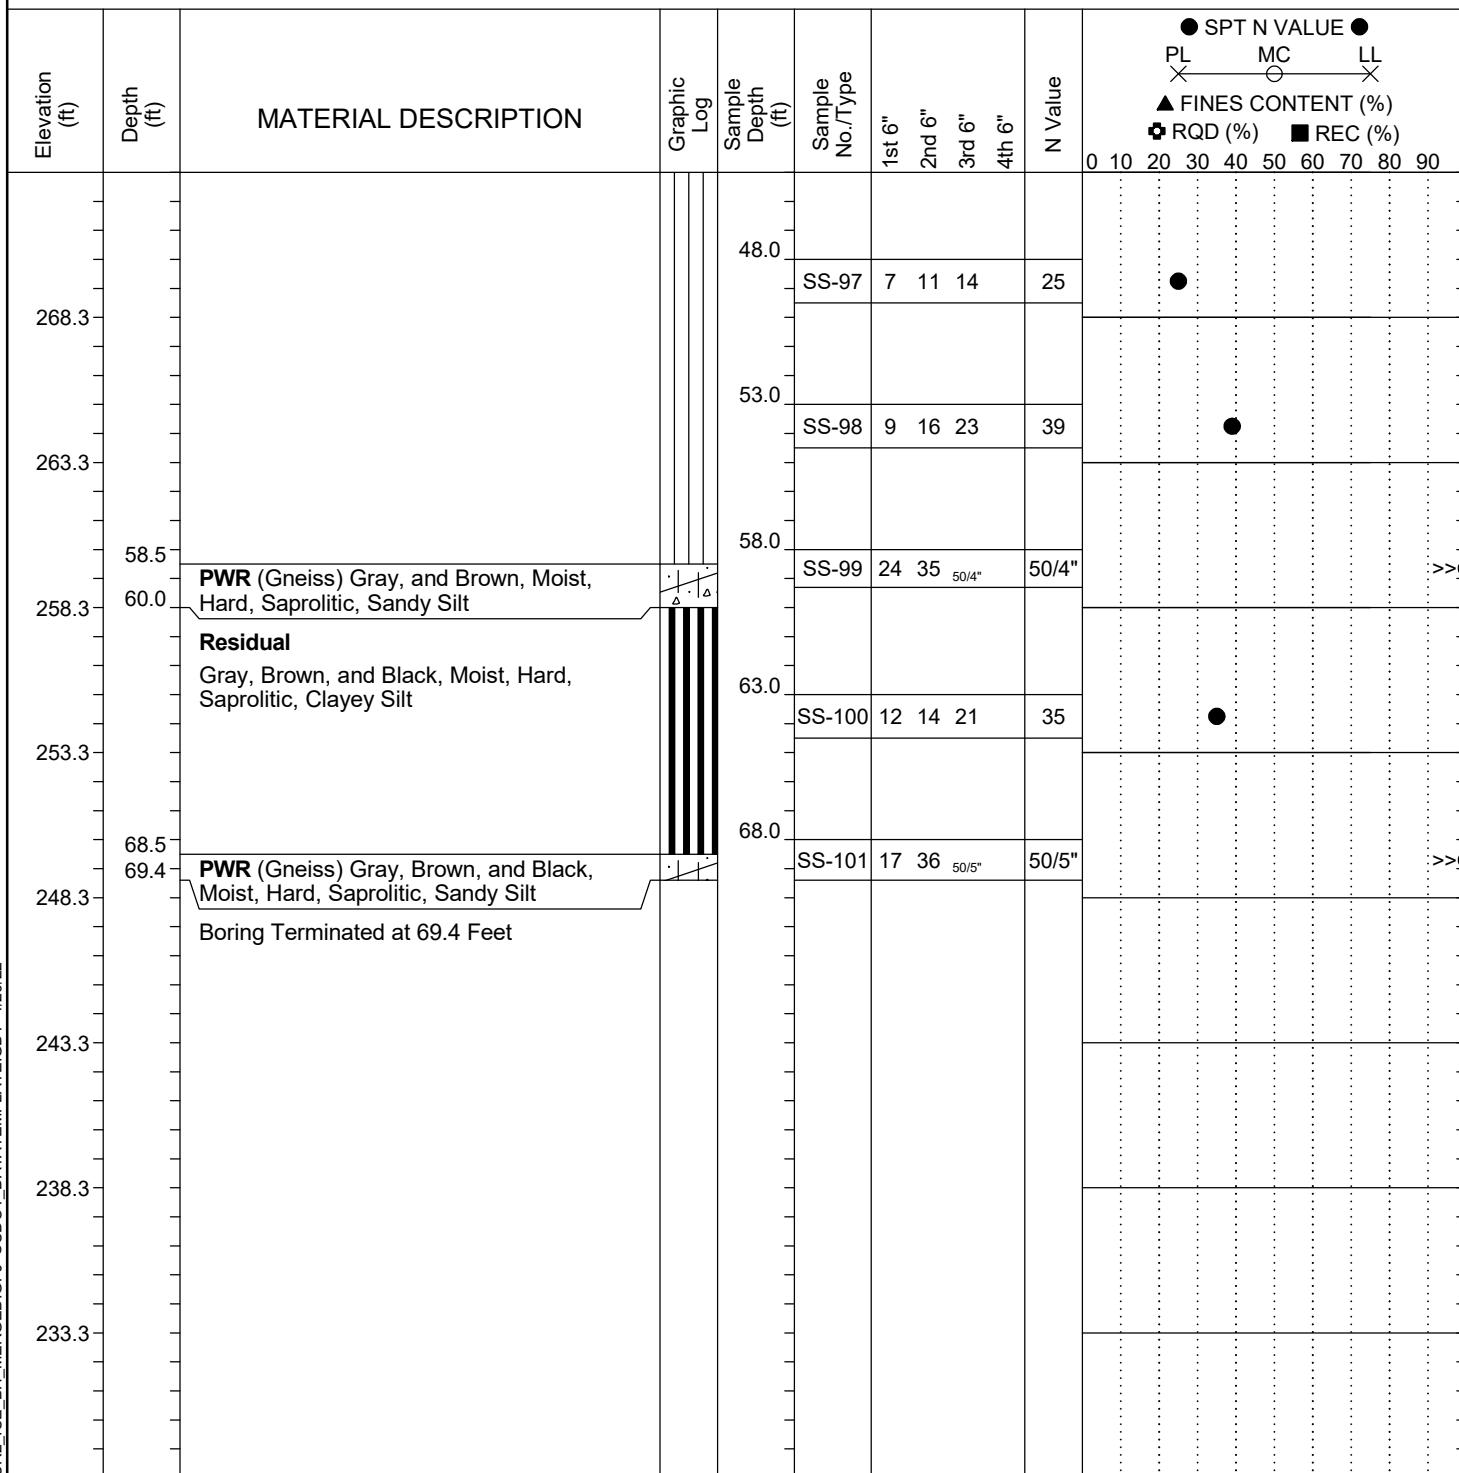 ● SPT N VALUE ●
PL MC LL
▲ FINES CONTENT (%)
RQD (%) ■ REC (%)
0 10 20 30 40 50 60 70 80 90
Elevation (ft)
Depth (ft)
MATERIAL DESCRIPTION
Graphic Log
Sample Depth (ft)
Sample No./Type
1st 6"
2nd 6"
3rd 6"
4th 6"
N Value
48.0
SS-97 7 11 14 25
268.3
53.0
SS-98 9 16 23 39
263.3
58.5
58.0
PWR (Gneiss) Gray, and Brown, Moist,
Hard, Saprolitic, Sandy Silt
SS-99 24 35 50/4" 50/4" >>
258.3
60.0
Residual
Gray, Brown, and Black, Moist, Hard,
Saprolitic, Clayey Silt
63.0
SS-100 12 14 21 35
253.3
68.5
68.0
69.4
PWR (Gneiss) Gray, Brown, and Black,
Moist, Hard, Saprolitic, Sandy Silt
SS-101 17 36 50/5" 50/5" >>
248.3
Boring Terminated at 69.4 Feet
243.3
238.3
233.3